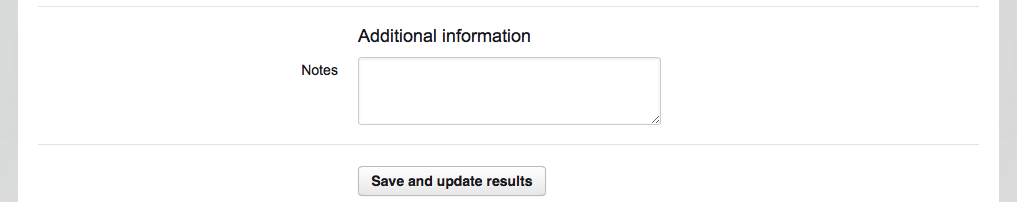 Additional information
Notes
Save and update results